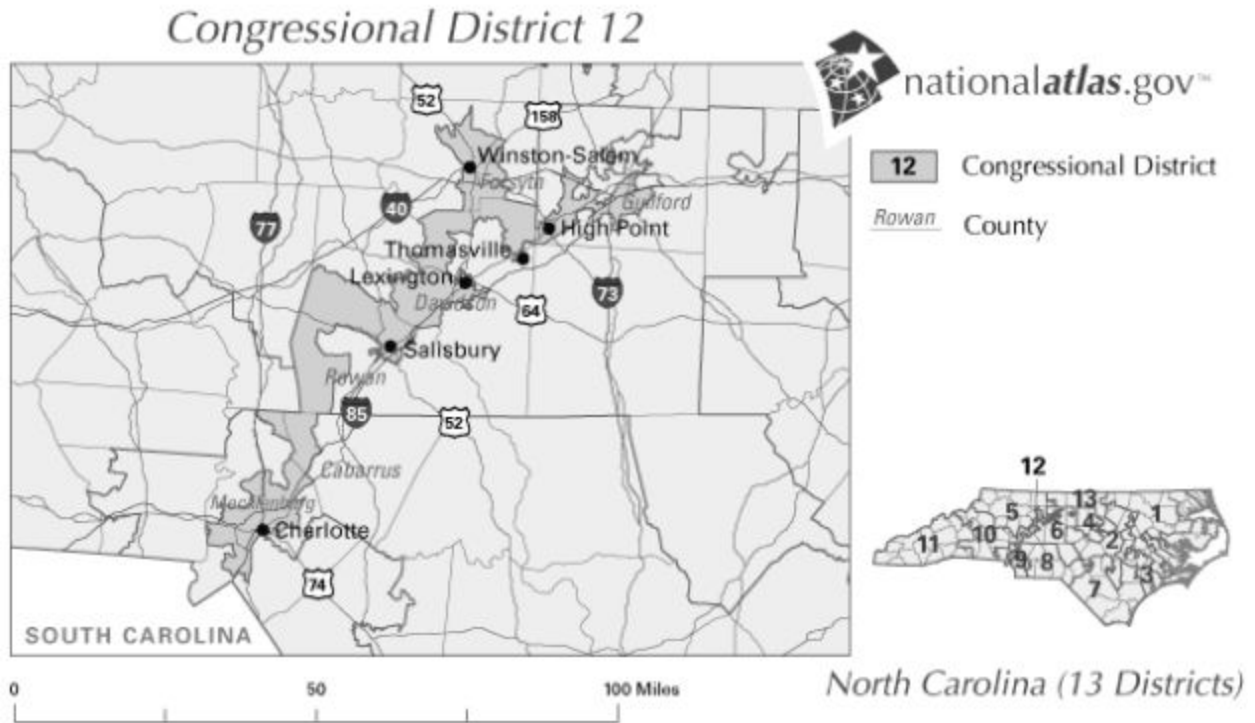 Congressional District 12
nationalatlas.gov™
12 Congressional District
Rowan County
52
158
Winston-Salem
Forsyth
40
Guilford
77
High Point
Thomasville
Lexington
73
Davidson
64
Salisbury
Rowan
85
52
Cabarrus
Mecklenburg
Charlotte
74
SOUTH CAROLINA
12
13
5
1
4
10
6
2
11
9
8
3
7
0 50 100 Miles
North Carolina (13 Districts)